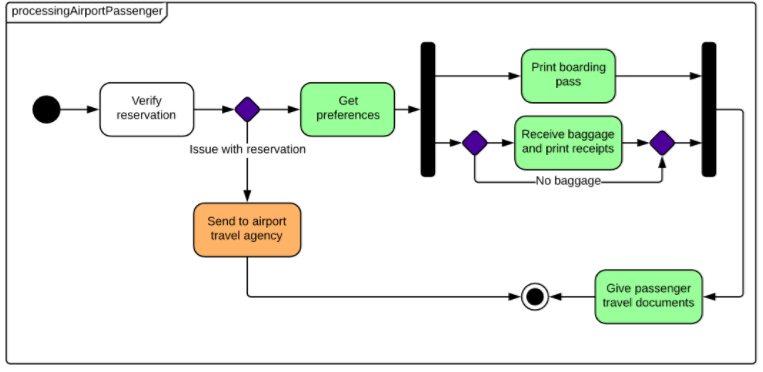 processingAirportPassenger
Verify
reservation
Get
preferences
Print boarding
pass
Receive baggage
and print receipts
Issue with reservation
No baggage
Send to airport
travel agency
Give passenger
travel documents